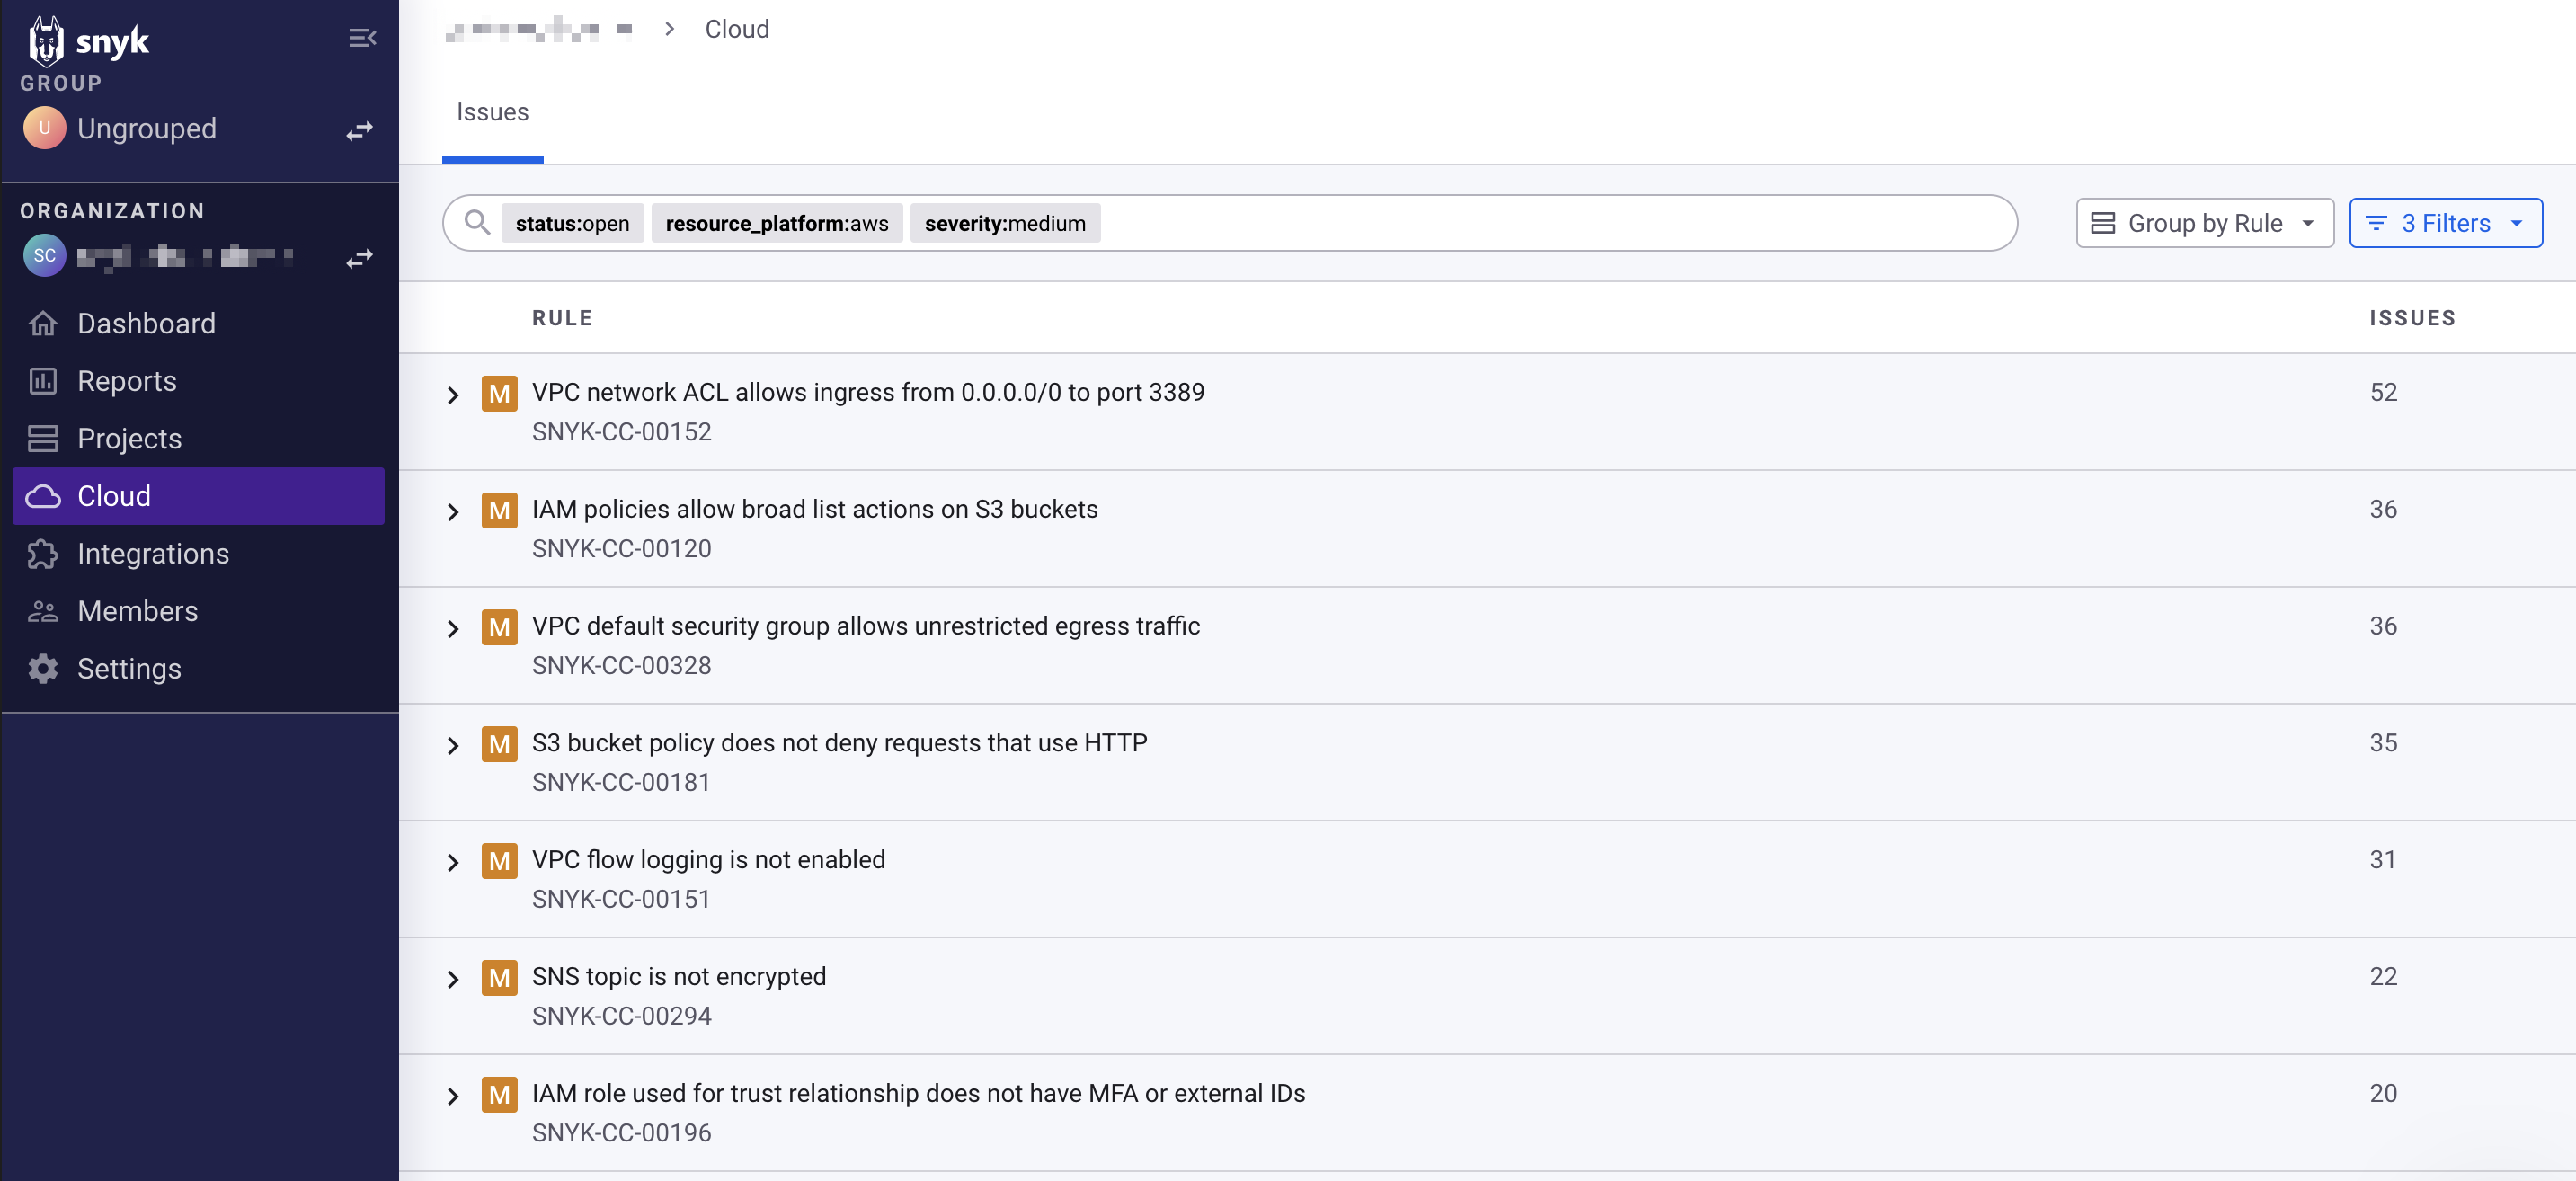 snyk
GROUP
U Ungrouped
ORGANIZATION
SC
Dashboard
Reports
Projects
Cloud
Integrations
Members
Settings
Cloud
Issues
status:open resource_platform:aws severity:medium
Group by Rule
3 Filters
RULE ISSUES
M VPC network ACL allows ingress from 0.0.0.0/0 to port 3389 52
SNYK-CC-00152
M IAM policies allow broad list actions on S3 buckets 36
SNYK-CC-00120
M VPC default security group allows unrestricted egress traffic 36
SNYK-CC-00328
M S3 bucket policy does not deny requests that use HTTP 35
SNYK-CC-00181
M VPC flow logging is not enabled 31
SNYK-CC-00151
M SNS topic is not encrypted 22
SNYK-CC-00294
M IAM role used for trust relationship does not have MFA or external IDs 20
SNYK-CC-00196